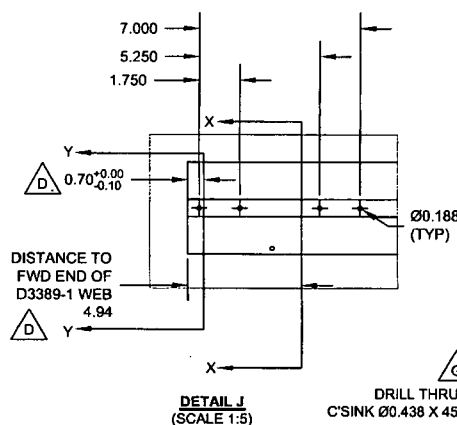 7.000
5.250
1.750
X
Y
D 0.70 +0.00
-0.10
Ø0.188
(TYP)
DISTANCE TO
FWD END OF
D3389-1 WEB
4.94
D Y
X
DETAIL J
(SCALE 1:5)
DRILL THRU
C'SINK Ø0.438 X 45